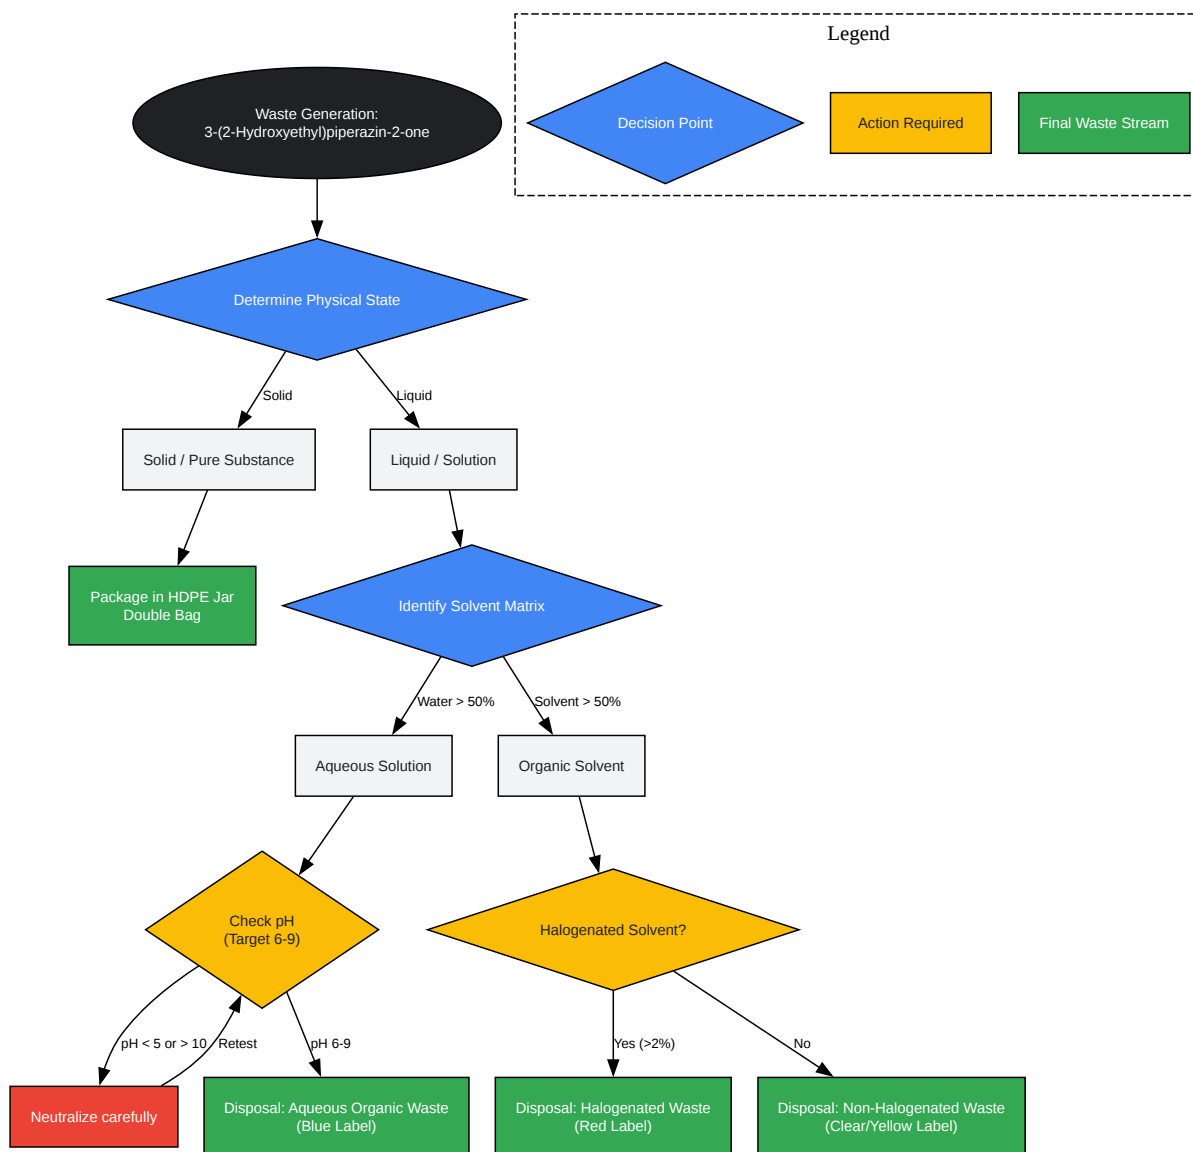 Legend
Waste Generation:
3-(2-Hydroxyethyl)piperazin-2-one
Decision Point
Action Required
Final Waste Stream
Determine Physical State
Solid
Liquid
Solid / Pure Substance
Liquid / Solution
Package in HDPE Jar
Double Bag
Identify Solvent Matrix
Water > 50%
Solvent > 50%
Aqueous Solution
Organic Solvent
Check pH
(Target 6-9)
Halogenated Solvent?
pH < 5 or > 10
Retest
pH 6-9
Yes (>2%)
No
Neutralize carefully
Disposal: Aqueous Organic Waste
(Blue Label)
Disposal: Halogenated Waste
(Red Label)
Disposal: Non-Halogenated Waste
(Clear/Yellow Label)